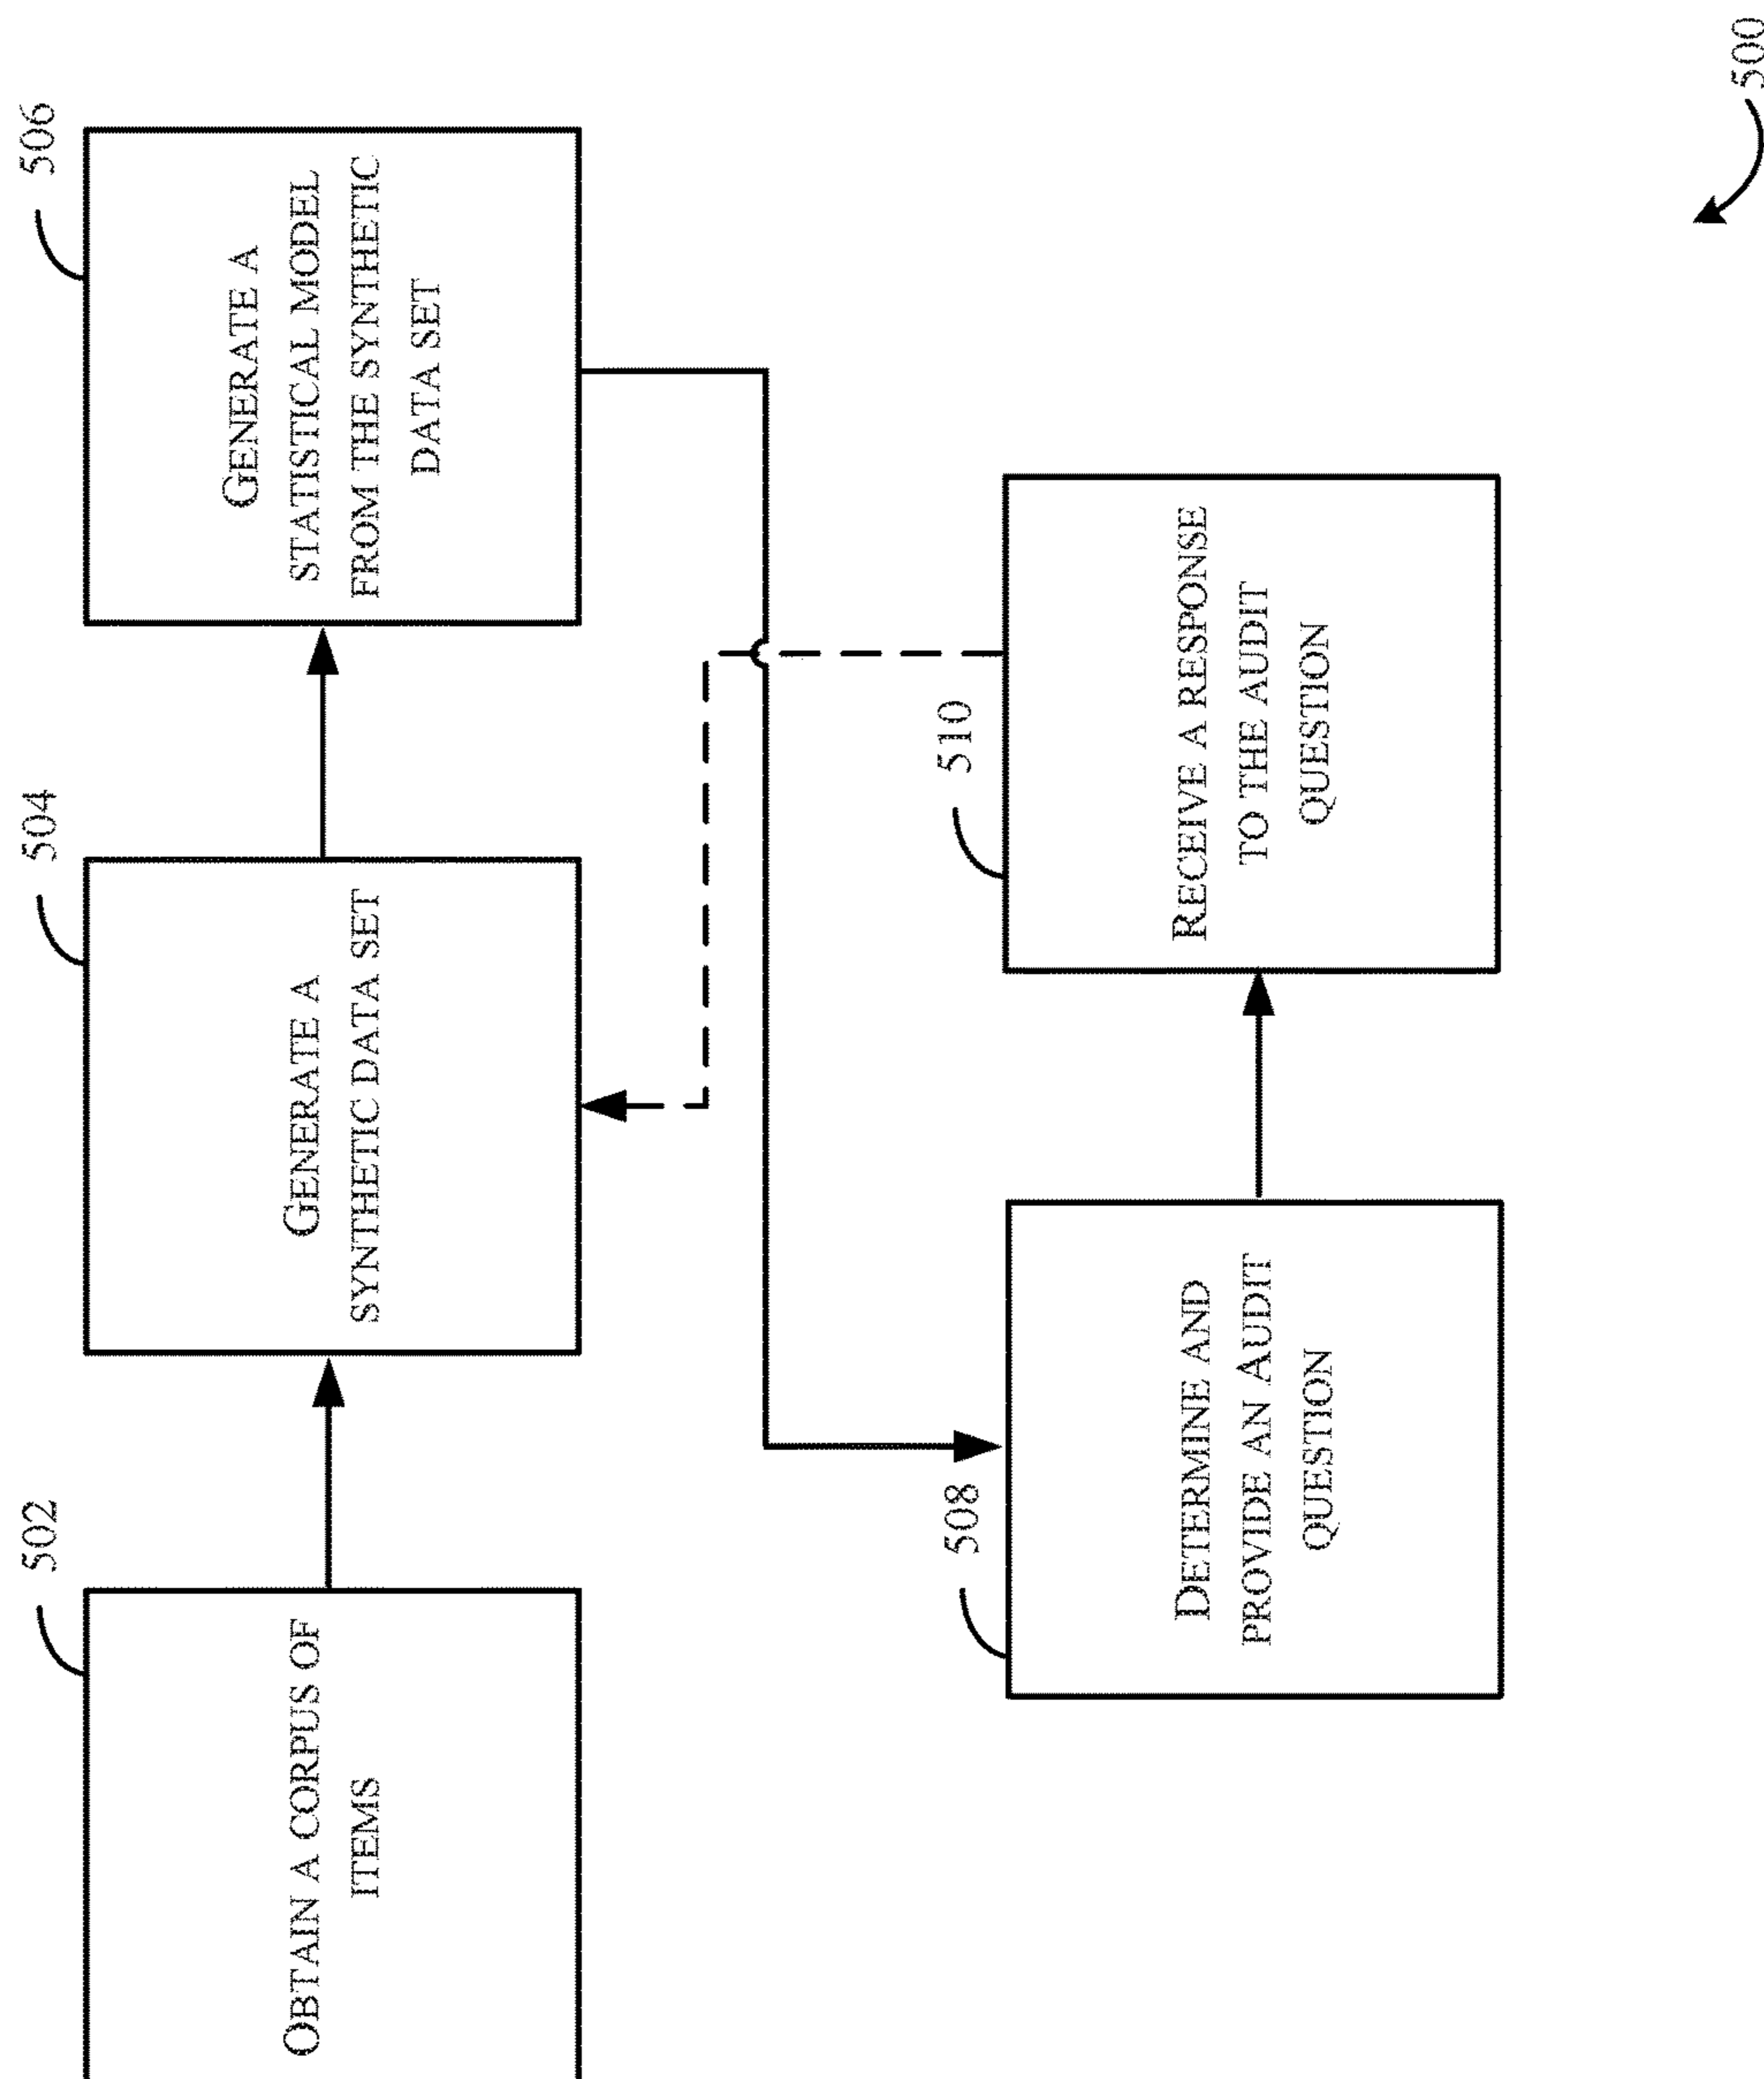 502
OBTAIN A CORPUS OF
ITEMS
504
GENERATE A
SYNTHETIC DATA SET
506
GENERATE A
STATISTICAL MODEL
FROM THE SYNTHETIC
DATA SET
508
DETERMINE AND
PROVIDE AN AUDIT
QUESTION
510
RECEIVE A RESPONSE
TO THE AUDIT
QUESTION
500